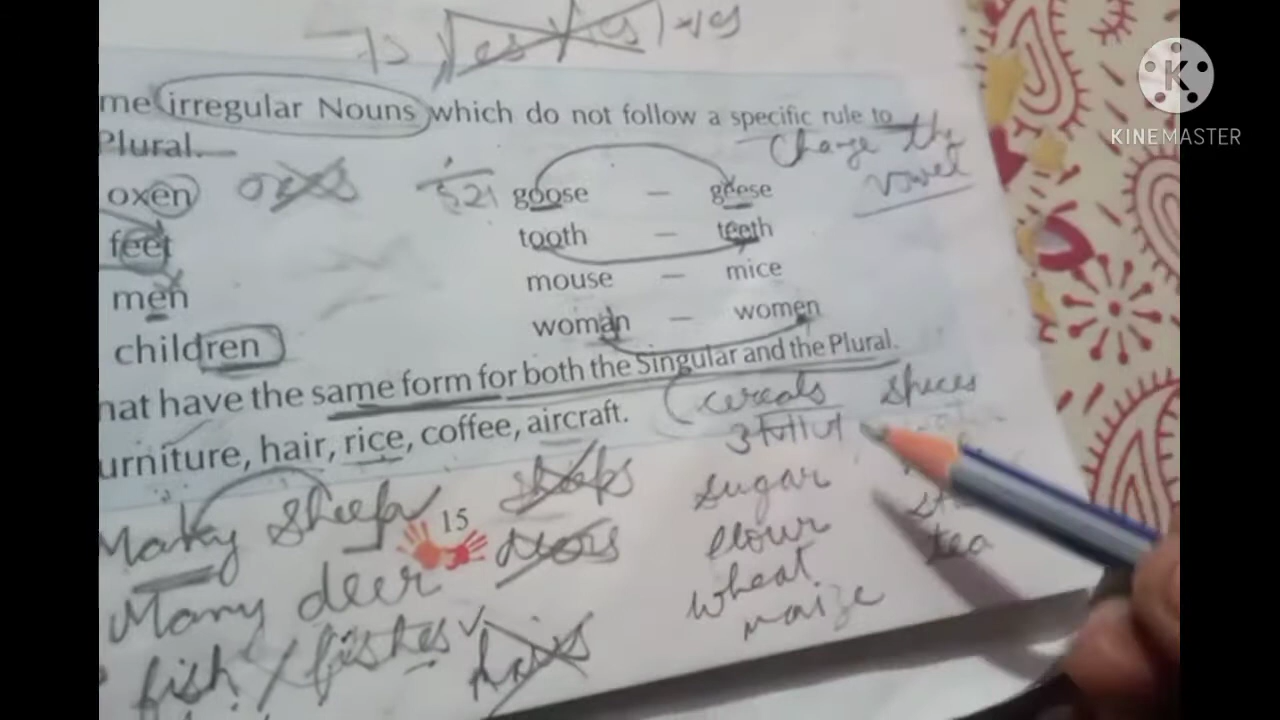 KINEMASTER
me irregular Nouns which do not follow a specific rule to
Plural.
Change the
vowel
oxen
goose — geese
feet
tooth — teeth
men
mouse — mice
children
woman — women
hat have the same form for both the Singular and the Plural.
urniture, hair, rice, coffee, aircraft.
cereals
अनाज
sugar
flour
wheat
maize
tea
15
Many sheep
Many deer
fish / fishes